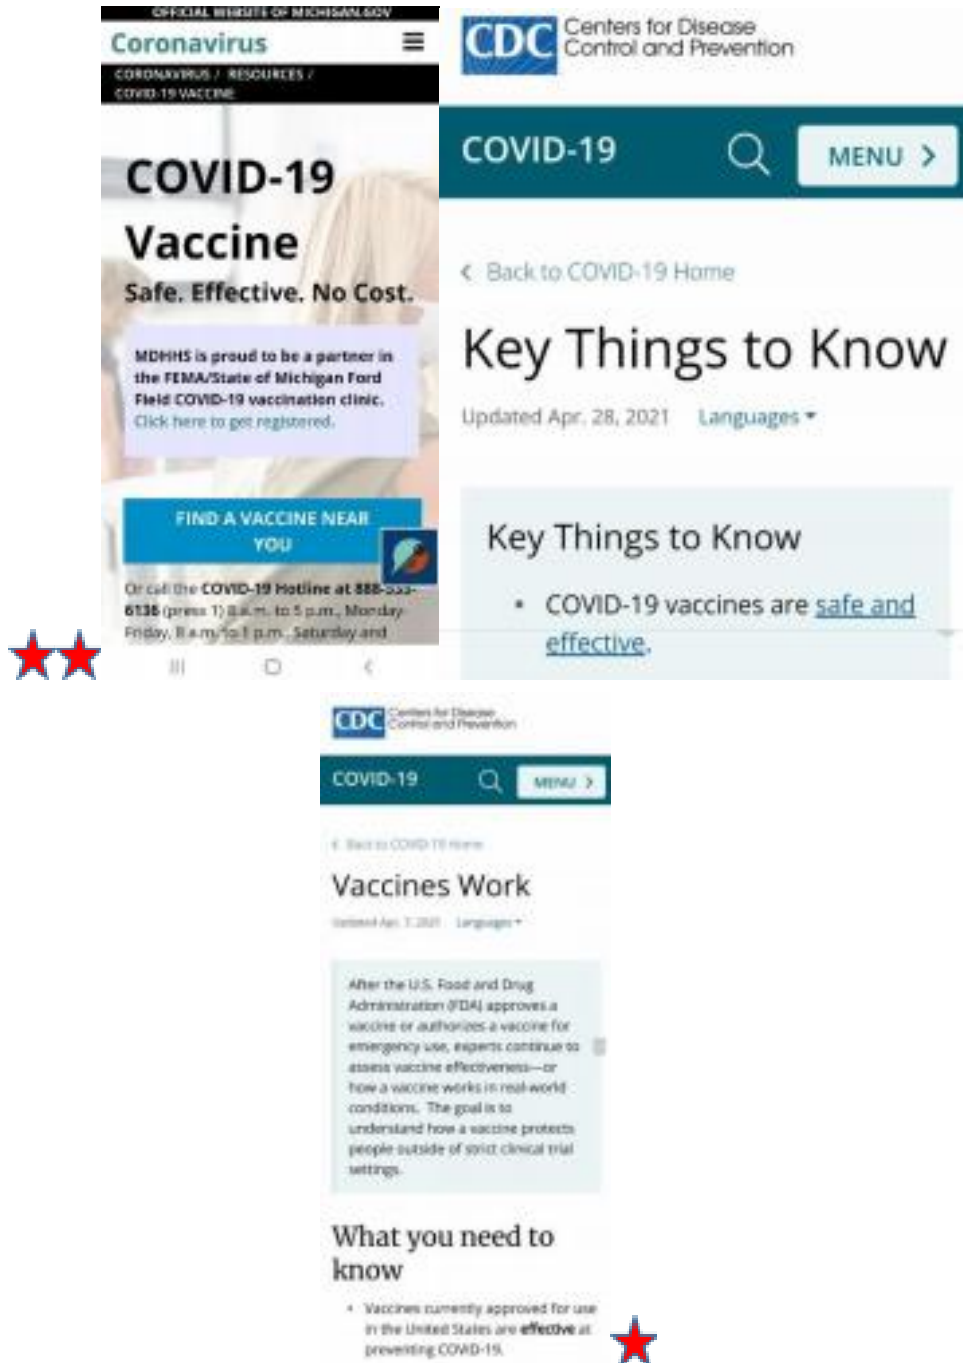 OFFICIAL WEBSITE OF MICHIGAN.GOV
Coronavirus
CORONAVIRUS / RESOURCES /
COVID-19 VACCINE
COVID-19
Vaccine
Safe. Effective. No Cost.
MDHHS is proud to be a partner in
the FEMA/State of Michigan Ford
Field COVID-19 vaccination clinic.
Click here to get registered.
FIND A VACCINE NEAR
YOU
Or call the COVID-19 Hotline at 888-535-
6136 (press 1) 8 a.m. to 5 p.m., Monday-
Friday, 8 a.m. to 1 p.m., Saturday and
CDC Centers for Disease
Control and Prevention
COVID-19 MENU >
< Back to COVID-19 Home
Key Things to Know
Updated Apr. 28, 2021 Languages
Key Things to Know
• COVID-19 vaccines are safe and
effective.
CDC Centers for Disease
Control and Prevention
COVID-19 MENU >
< Back to COVID-19 Home
Vaccines Work
Updated Apr. 7, 2021 Languages
After the U.S. Food and Drug
Administration (FDA) approves a
vaccine or authorizes a vaccine for
emergency use, experts continue to
assess vaccine effectiveness—or
how a vaccine works in real-world
conditions. The goal is to
understand how a vaccine protects
people outside of strict clinical trial
settings.
What you need to
know
• Vaccines currently approved for use
in the United States are effective at
preventing COVID-19.